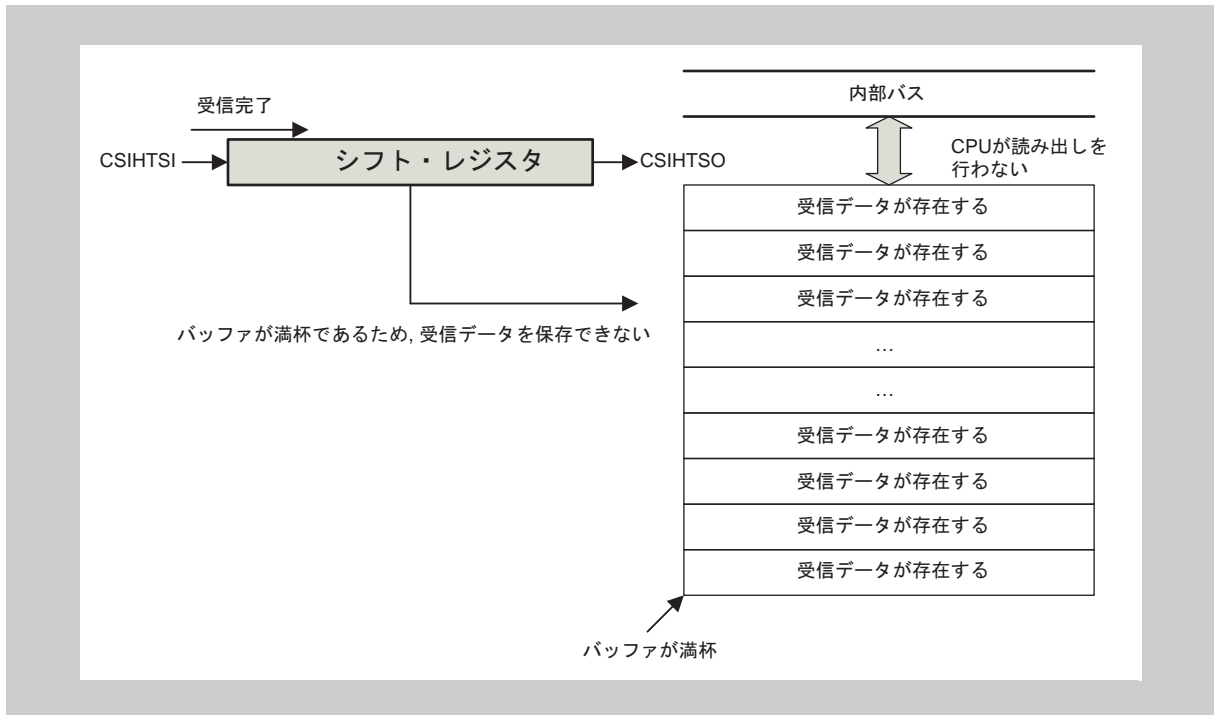 内部バス
受信完了
CPUが読み出しを
行わない
CSIHTSI
シフト・レジスタ
CSIHTSO
受信データが存在する
受信データが存在する
受信データが存在する
バッファが満杯であるため, 受信データを保存できない
…
…
受信データが存在する
受信データが存在する
受信データが存在する
受信データが存在する
バッファが満杯